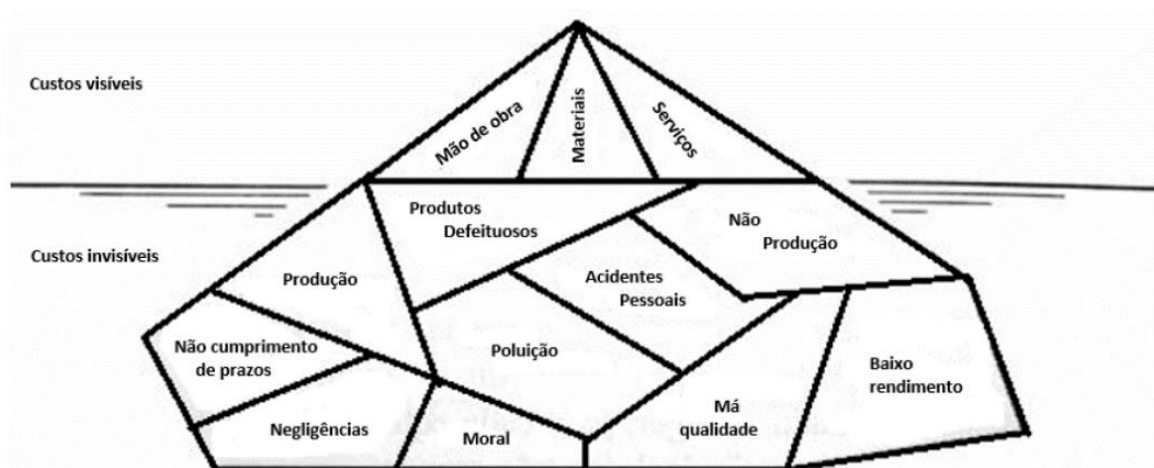 Custos visíveis
Mão de obra
Materiais
Serviços
Custos invisíveis
Produtos
Defeituosos
Não
Produção
Produção
Acidentes
Pessoais
Não cumprimento
de prazos
Poluição
Baixo
rendimento
Má
qualidade
Negligências
Moral